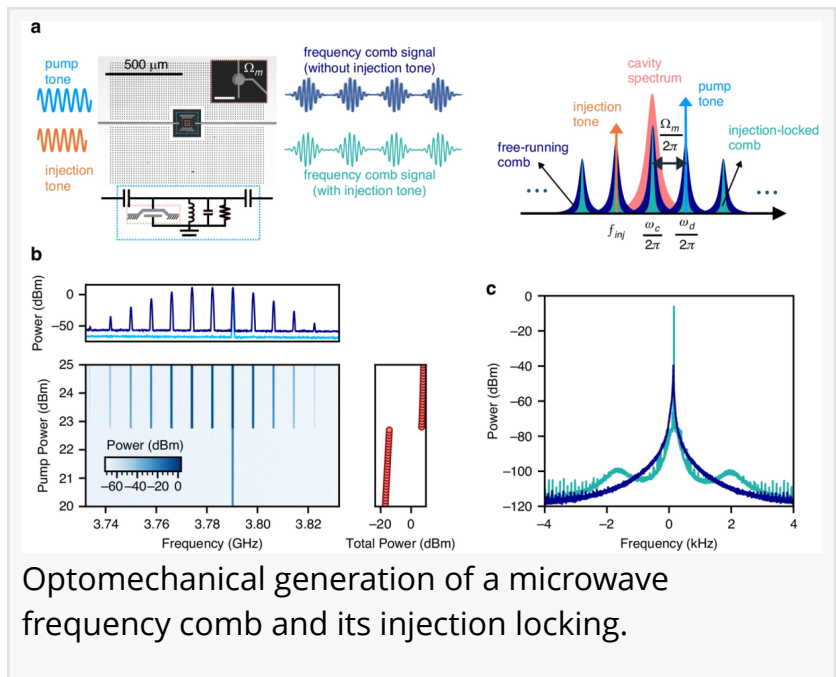 a
pump
tone
injection
tone
500 μm
Ωm
frequency comb signal
(without injection tone)
frequency comb signal
(with injection tone)
cavity
spectrum
pump
tone
injection
tone
Ωm
2π
free-running
comb
injection-locked
comb
...
...
finj
ωc
2π
ωd
2π
b
Power (dBm)
0
−50
Pump Power (dBm)
25
24
23
22
21
20
Power (dBm)
−60 −40 −20 0
3.74 3.76 3.78 3.80 3.82
Frequency (GHz)
−20 0
Total Power (dBm)
c
Power (dBm)
0
−20
−40
−60
−80
−100
−120
−4 −2 0 2 4
Frequency (kHz)
Optomechanical generation of a microwave
frequency comb and its injection locking.